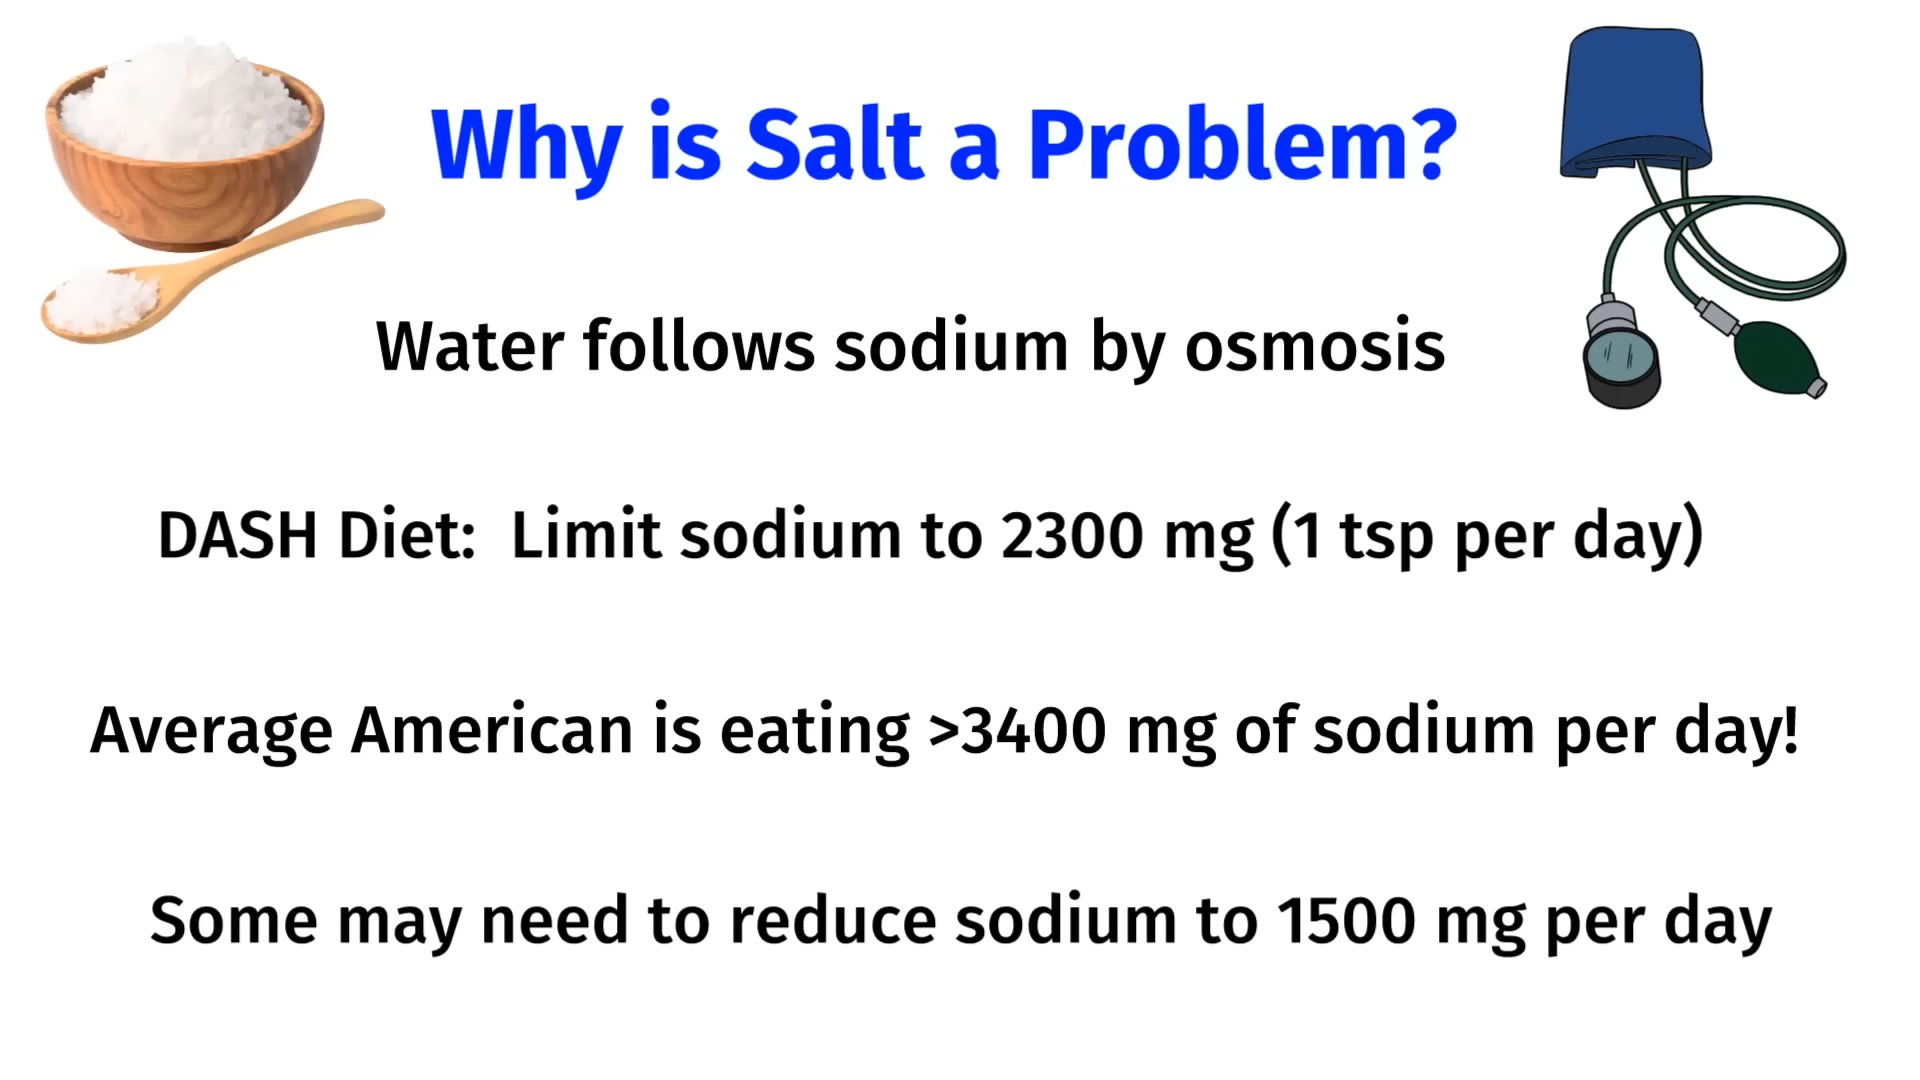 Why is Salt a Problem?
Water follows sodium by osmosis
DASH Diet:  Limit sodium to 2300 mg (1 tsp per day)
Average American is eating >3400 mg of sodium per day!
Some may need to reduce sodium to 1500 mg per day